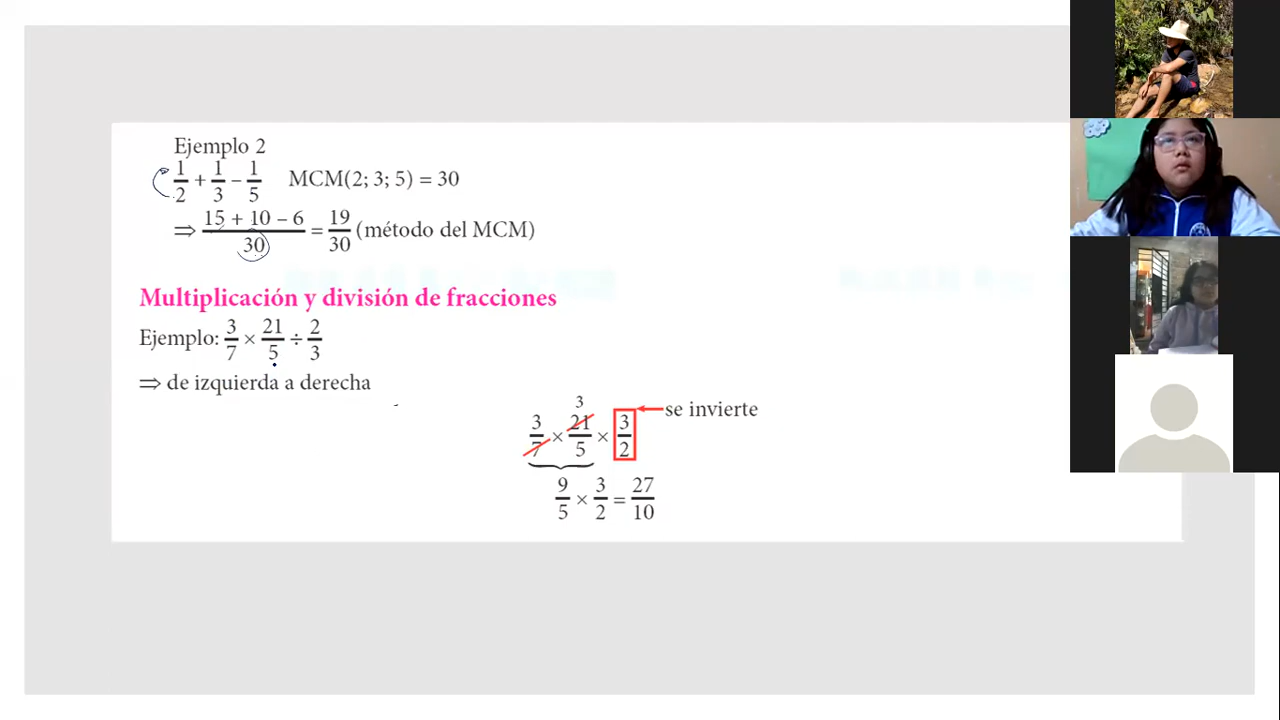 Ejemplo 2
1/2 + 1/3 − 1/5 MCM(2; 3; 5) = 30
⇒ (15 + 10 − 6)/30 = 19/30 (método del MCM)
Multiplicación y división de fracciones
Ejemplo: 3/7 × 21/5 ÷ 2/3
⇒ de izquierda a derecha
3
3/7 × 21/5 × 3/2 se invierte
9/5 × 3/2 = 27/10